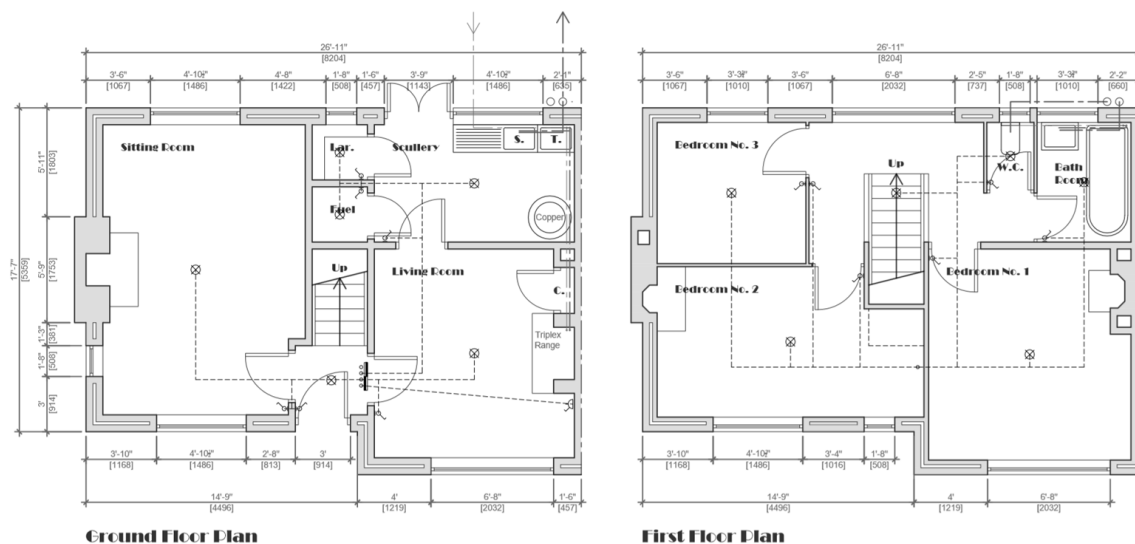 26'-11"
[8204]
3'-6" 4'-10½" 4'-8" 1'-8" 1'-6" 3'-9" 4'-10½" 2'-1"
[1067] [1486] [1422] [508] [457] [1143] [1486] [635]
Sitting Room
Lar.
Scullery
S.
T.
Fuel
Copper
Up
Living Room
C.
Triplex
Range
17'-7"
[5359]
5'-11"
[1803]
5'-9"
[1753]
1'-3"
[381]
1'-8"
[508]
3'
[914]
3'-10" 4'-10½" 2'-8" 3'
[1168] [1486] [813] [914]
14'-9" 4' 6'-8" 1'-6"
[4496] [1219] [2032] [457]
Ground Floor Plan
26'-11"
[8204]
3'-6" 3'-3¾" 3'-6" 6'-8" 2'-5" 1'-8" 3'-3¾" 2'-2"
[1067] [1010] [1067] [2032] [737] [508] [1010] [660]
Bedroom No. 3
Up
W.C.
Bath
Room
Bedroom No. 2
Bedroom No. 1
3'-10" 4'-10½" 3'-4" 1'-8"
[1168] [1486] [1016] [508]
14'-9" 4' 6'-8"
[4496] [1219] [2032]
First Floor Plan